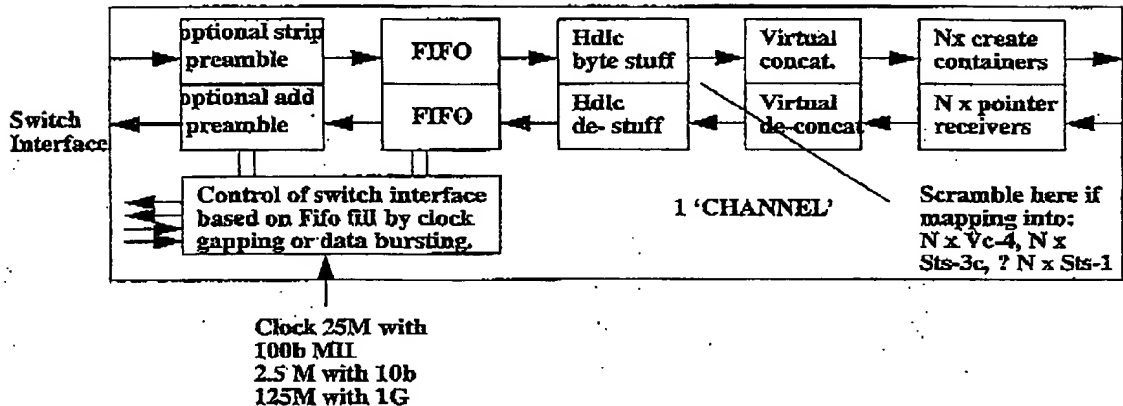 optional strip
preamble
FIFO
Hdlc
byte stuff
Virtual
concat.
Nx create
containers
optional add
preamble
FIFO
Hdlc
de- stuff
Virtual
de-concat
N x pointer
receivers
Switch
Interface
Control of switch interface
based on Fifo fill by clock
gapping or data bursting.
1 'CHANNEL'
Scramble here if
mapping into:
N x Vc-4, N x
Sts-3c, ? N x Sts-1
Clock 25M with
100b MII
2.5 M with 10b
125M with 1G